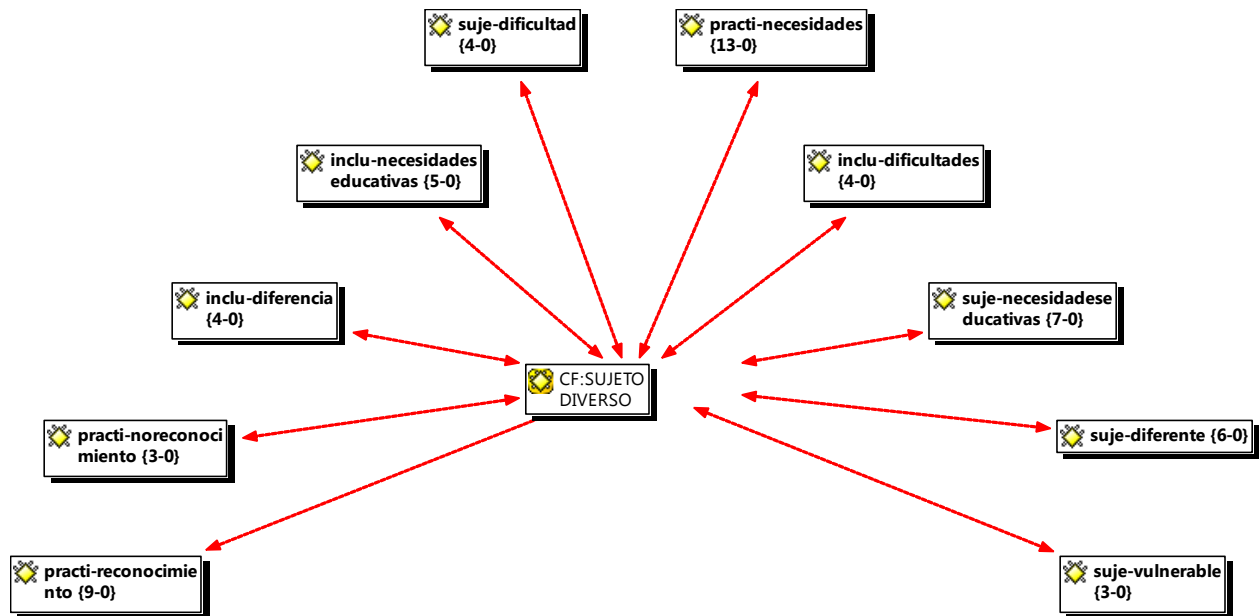 suje-dificultad
{4-0}
practi-necesidades
{13-0}
inclu-necesidades
educativas {5-0}
inclu-dificultades
{4-0}
inclu-diferencia
{4-0}
suje-necesidadese
ducativas {7-0}
CF:SUJETO
DIVERSO
practi-noreconoci
miento {3-0}
suje-diferente {6-0}
practi-reconocimie
nto {9-0}
suje-vulnerable
{3-0}